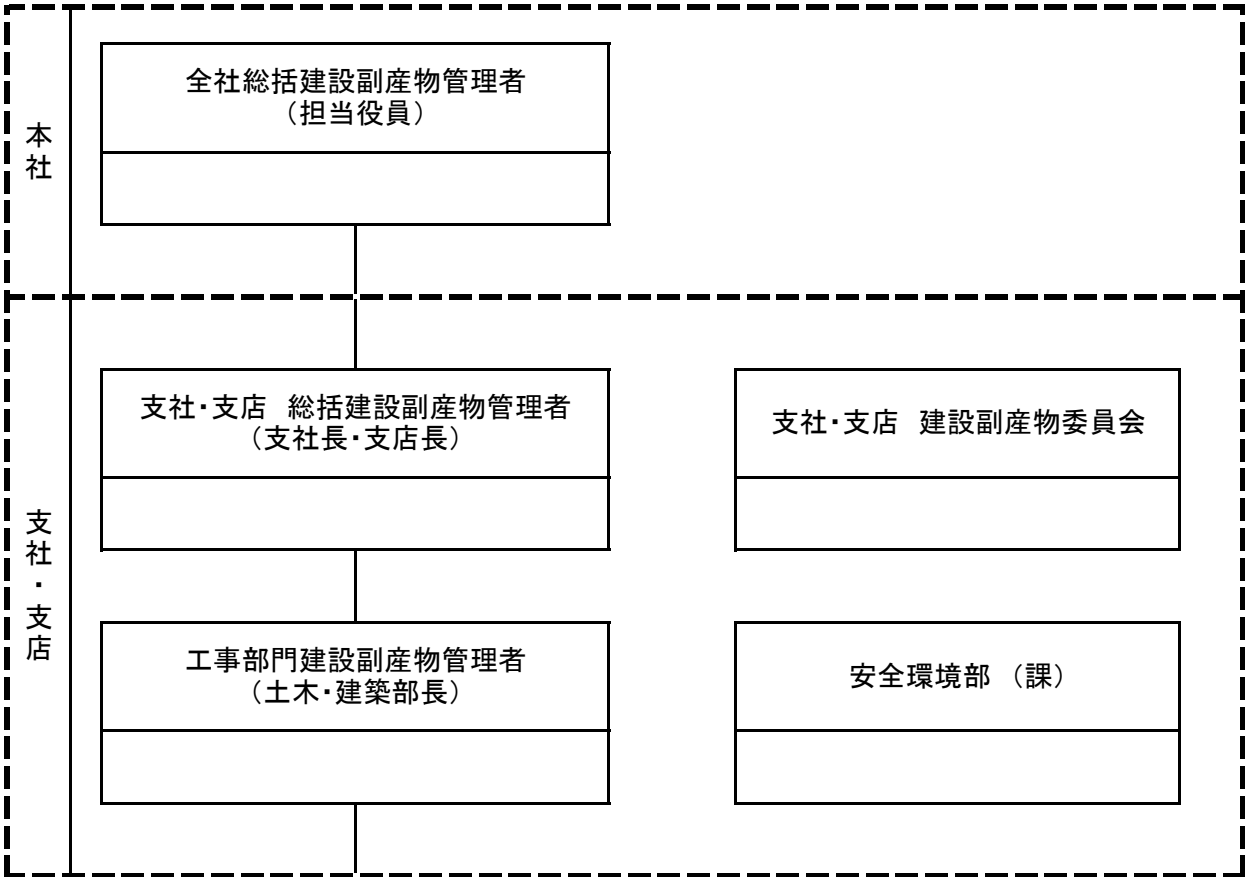 本社
全社総括建設副産物管理者
（担当役員）
支社・支店
支社・支店　総括建設副産物管理者
（支社長・支店長）
支社・支店　建設副産物委員会
工事部門建設副産物管理者
（土木・建築部長）
安全環境部　（課）